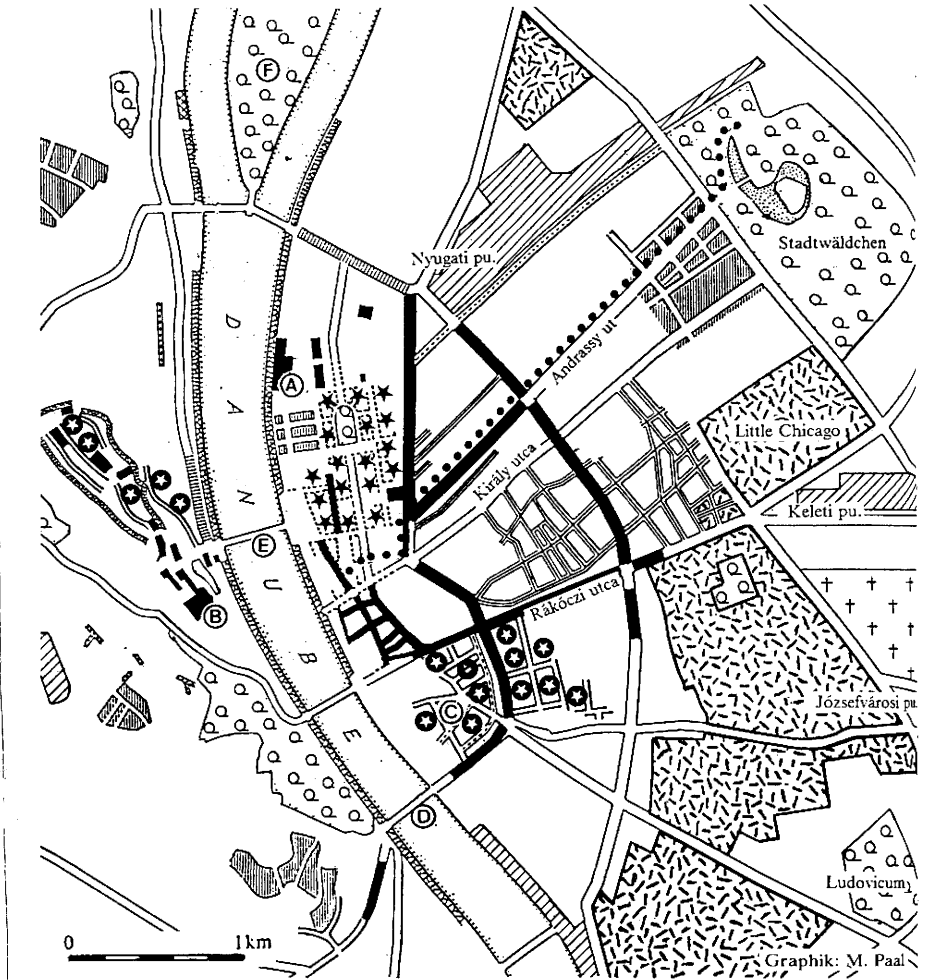 F
Nyugati pu.
Stadtwäldchen
DANUBE
A
Andrassy ut
Little Chicago
Király utca
Keleti pu.
E
Rákóczi utca
B
C
Józsefvárosi pu
D
Ludovicum
0 1km
Graphik: M. Paal